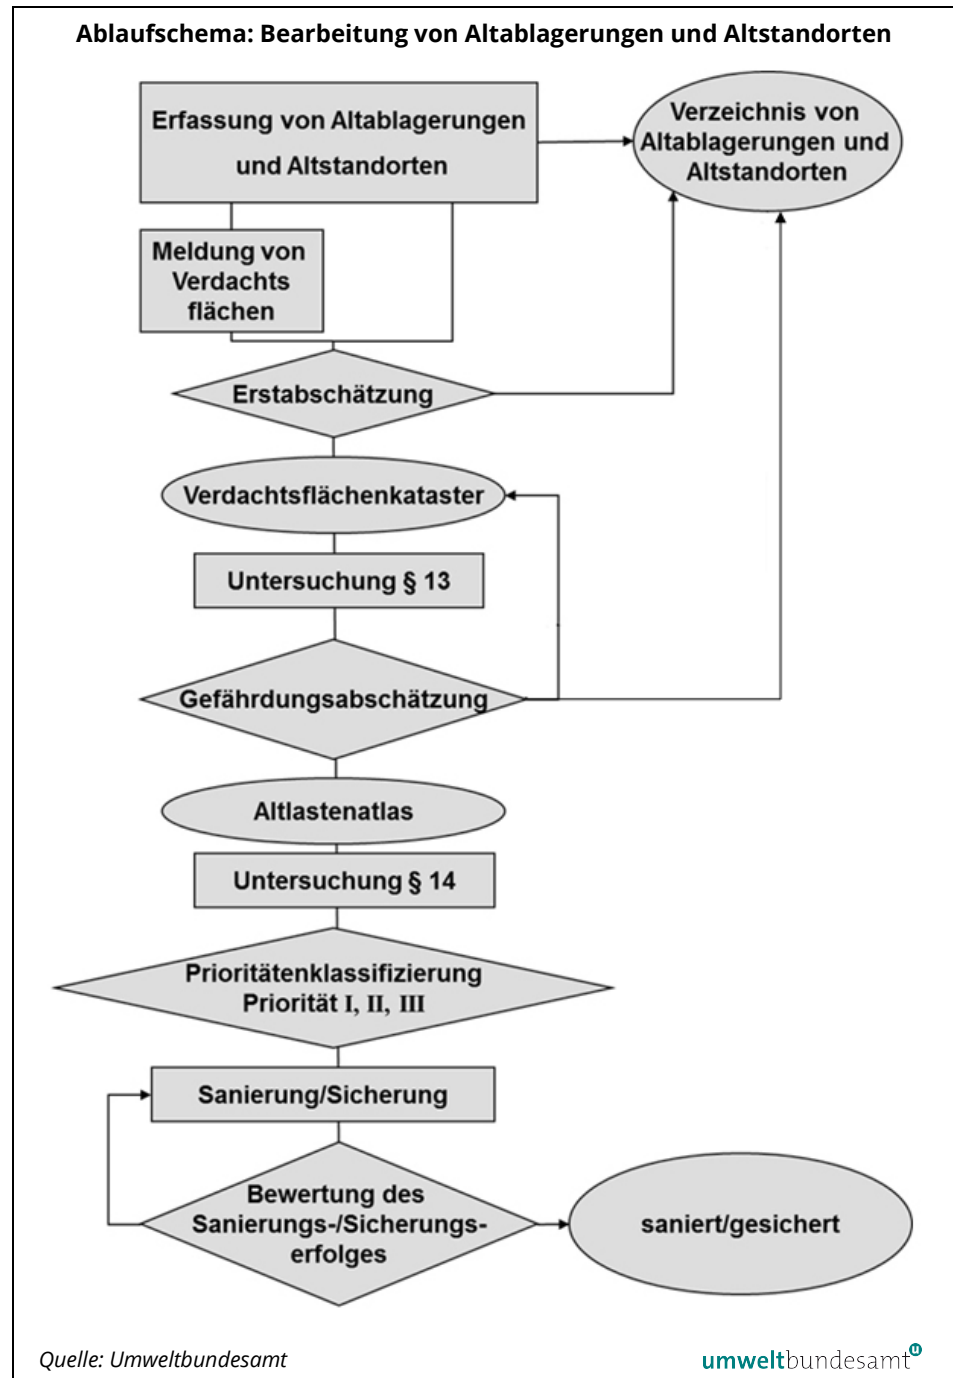 Ablaufschema: Bearbeitung von Altablagerungen und Altstandorten
Erfassung von Altablagerungen
und Altstandorten
Verzeichnis von
Altablagerungen und
Altstandorten
Meldung von
Verdachts
flächen
Erstabschätzung
Verdachtsflächenkataster
Untersuchung § 13
Gefährdungsabschätzung
Altlastenatlas
Untersuchung § 14
Prioritätenklassifizierung
Priorität I, II, III
Sanierung/Sicherung
Bewertung des
Sanierungs-/Sicherungs-
erfolges
saniert/gesichert
Quelle: Umweltbundesamt
umweltbundesamt u